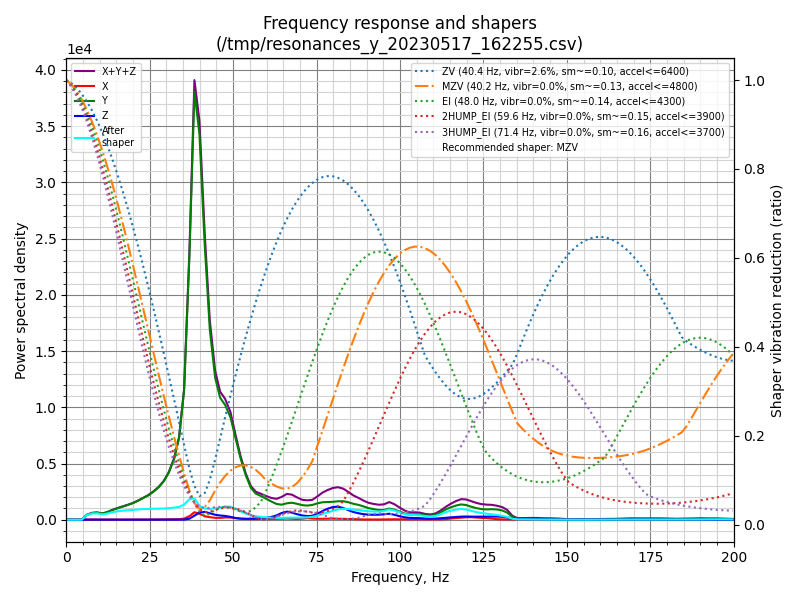 Frequency response and shapers
(/tmp/resonances_y_20230517_162255.csv)
1e4
X+Y+Z
X
Y
Z
After
shaper
ZV (40.4 Hz, vibr=2.6%, sm~=0.10, accel<=6400)
MZV (40.2 Hz, vibr=0.0%, sm~=0.13, accel<=4800)
EI (48.0 Hz, vibr=0.0%, sm~=0.14, accel<=4300)
2HUMP_EI (59.6 Hz, vibr=0.0%, sm~=0.15, accel<=3900)
3HUMP_EI (71.4 Hz, vibr=0.0%, sm~=0.16, accel<=3700)
Recommended shaper: MZV
Power spectral density
4.0
3.5
3.0
2.5
2.0
1.5
1.0
0.5
0.0
1.0
0.8
0.6
0.4
0.2
0.0
Shaper vibration reduction (ratio)
0 25 50 75 100 125 150 175 200
Frequency, Hz